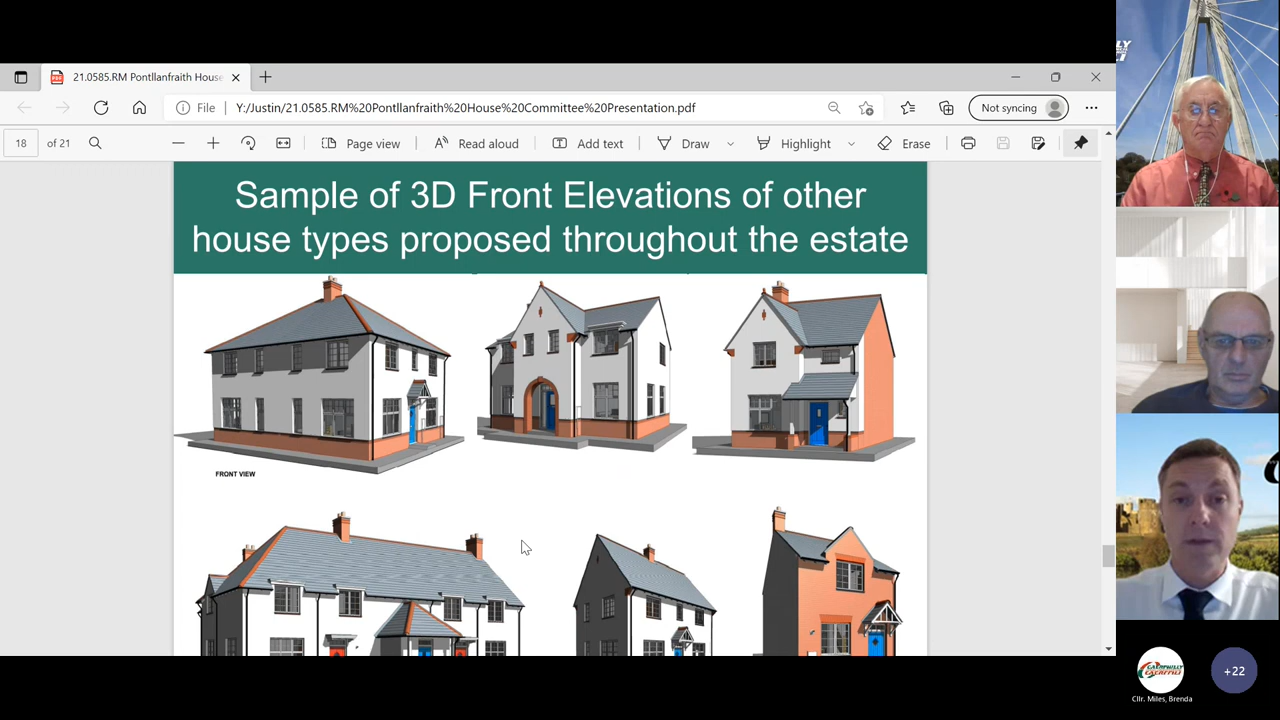 21.0585.RM Pontllanfraith House
File
Y:/Justin/21.0585.RM%20Pontllanfraith%20House%20Committee%20Presentation.pdf
Not syncing
18 of 21
Page view
Read aloud
Add text
Draw
Highlight
Erase
Sample of 3D Front Elevations of other
house types proposed throughout the estate
FRONT VIEW
CAERPHILLY
CAERFFILI
Cllr. Miles, Brenda
+22